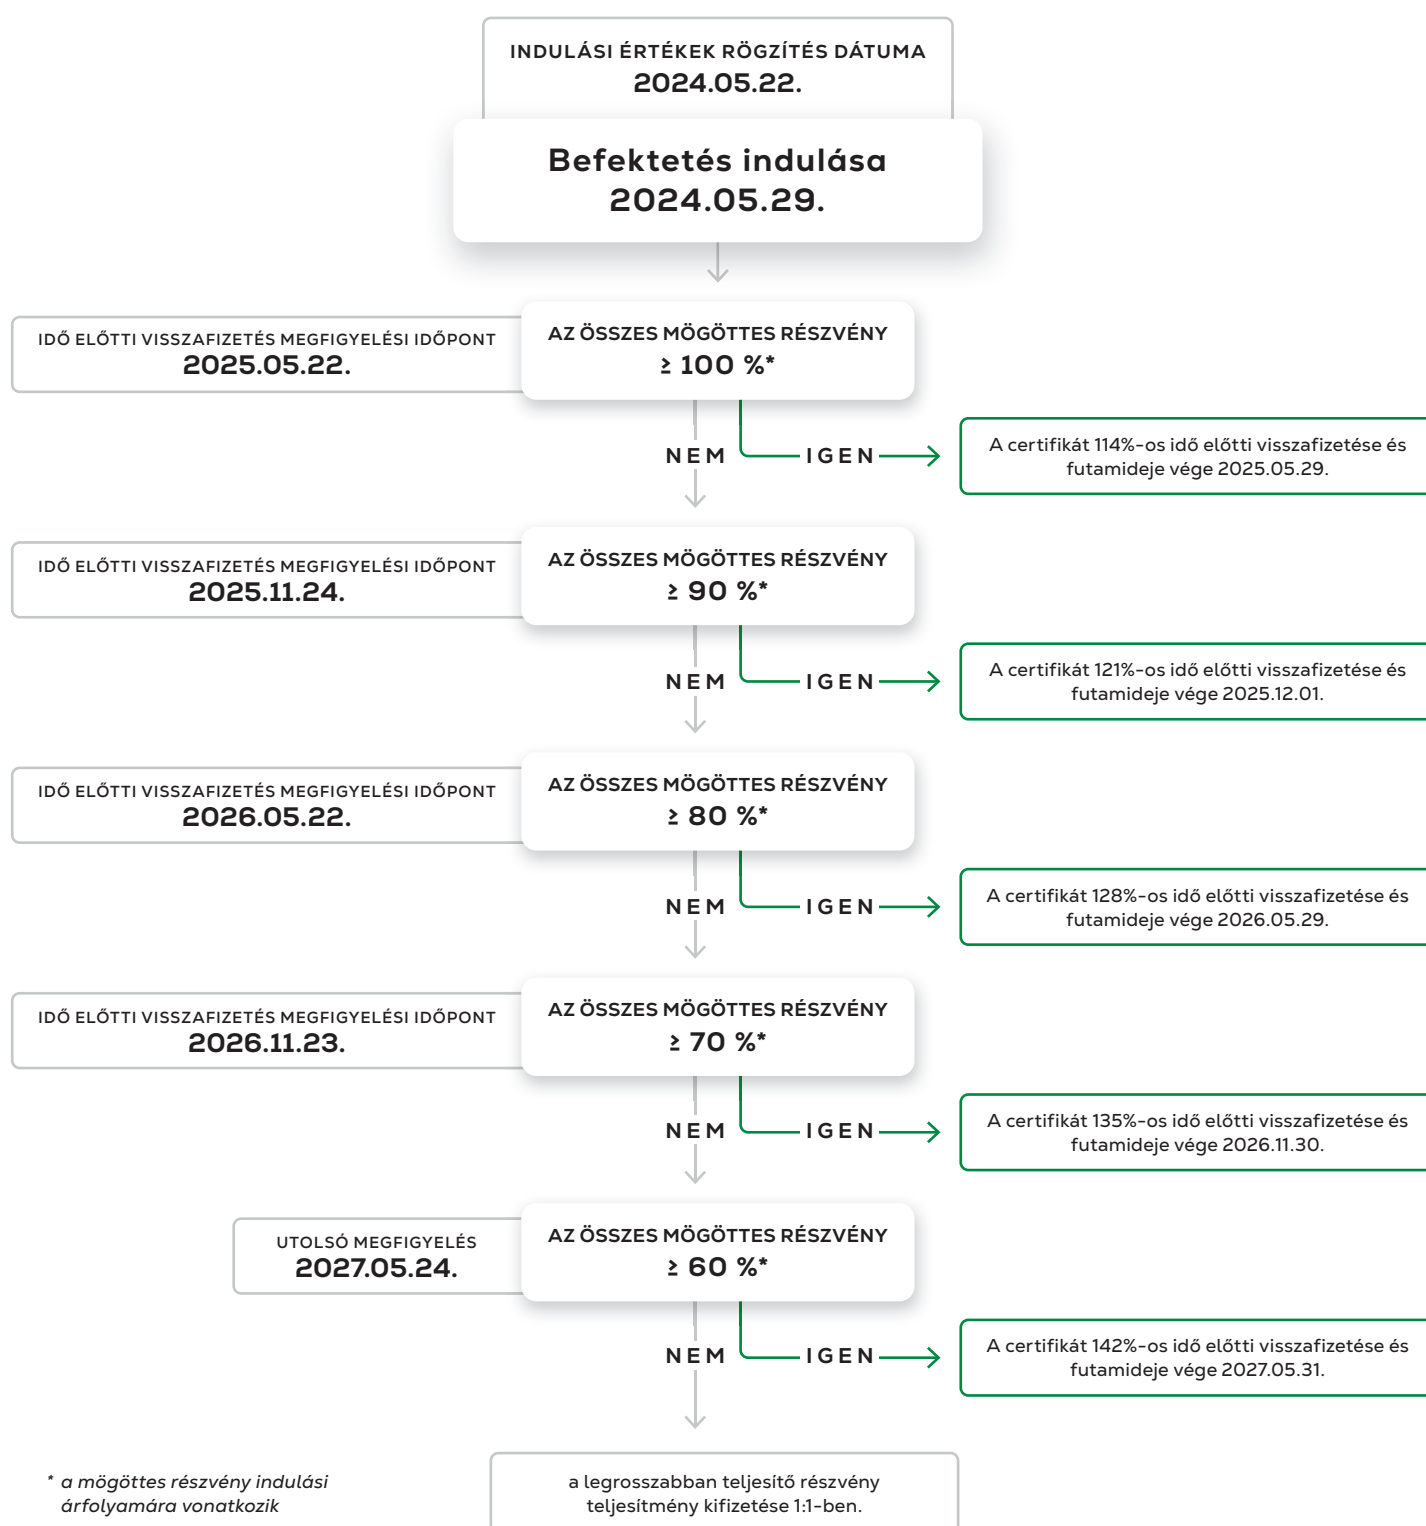 INDULÁSI ÉRTÉKEK RÖGZÍTÉS DÁTUMA
2024.05.22.
Befektetés indulása
2024.05.29.
IDŐ ELŐTTI VISSZAFIZETÉS MEGFIGYELÉSI IDŐPONT
2025.05.22.
AZ ÖSSZES MÖGÖTTES RÉSZVÉNY
≥ 100 %*
NEM
IGEN
A certifikát 114%-os idő előtti visszafizetése és
futamideje vége 2025.05.29.
IDŐ ELŐTTI VISSZAFIZETÉS MEGFIGYELÉSI IDŐPONT
2025.11.24.
AZ ÖSSZES MÖGÖTTES RÉSZVÉNY
≥ 90 %*
NEM
IGEN
A certifikát 121%-os idő előtti visszafizetése és
futamideje vége 2025.12.01.
IDŐ ELŐTTI VISSZAFIZETÉS MEGFIGYELÉSI IDŐPONT
2026.05.22.
AZ ÖSSZES MÖGÖTTES RÉSZVÉNY
≥ 80 %*
NEM
IGEN
A certifikát 128%-os idő előtti visszafizetése és
futamideje vége 2026.05.29.
IDŐ ELŐTTI VISSZAFIZETÉS MEGFIGYELÉSI IDŐPONT
2026.11.23.
AZ ÖSSZES MÖGÖTTES RÉSZVÉNY
≥ 70 %*
NEM
IGEN
A certifikát 135%-os idő előtti visszafizetése és
futamideje vége 2026.11.30.
UTOLSÓ MEGFIGYELÉS
2027.05.24.
AZ ÖSSZES MÖGÖTTES RÉSZVÉNY
≥ 60 %*
NEM
IGEN
A certifikát 142%-os idő előtti visszafizetése és
futamideje vége 2027.05.31.
* a mögöttes részvény indulási
árfolyamára vonatkozik
a legrosszabban teljesítő részvény
teljesítmény kifizetése 1:1-ben.